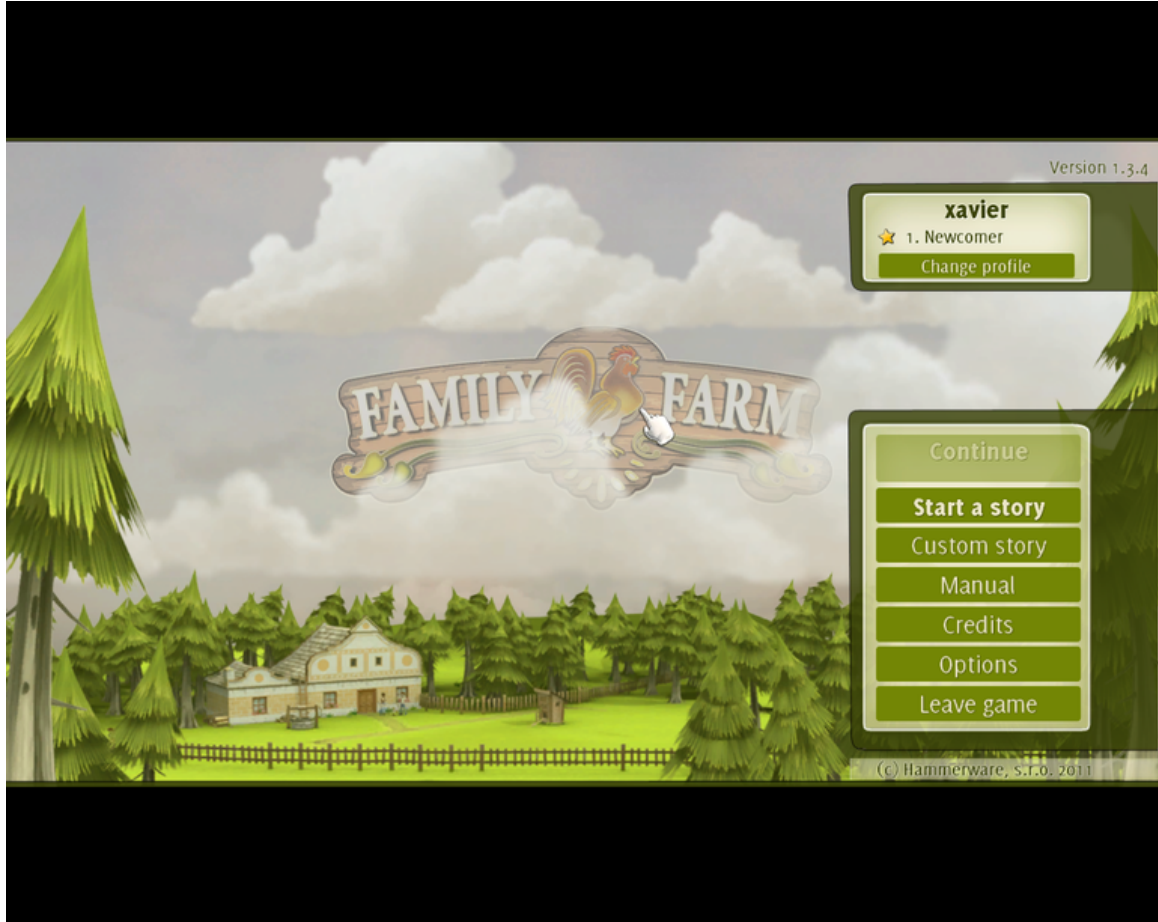 Version 1.3.4
xavier
1. Newcomer
Change profile
FAMILY FARM
Continue
Start a story
Custom story
Manual
Credits
Options
Leave game
(c) Hammerware, s.r.o. 2011